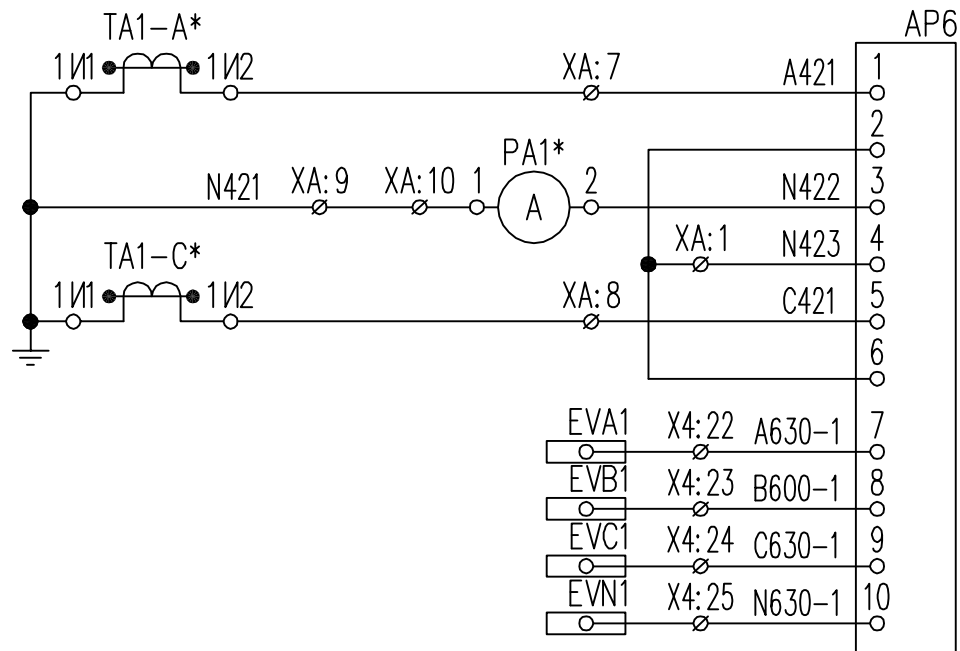 TA1-A*
AP6
1И1
1И2
XA:7
A421
1
2
PA1*
N421
XA:9
XA:10
1
A
2
N422
3
TA1-C*
XA:1
N423
4
1И1
1И2
XA:8
C421
5
6
EVA1
X4:22
A630-1
7
EVB1
X4:23
B600-1
8
EVC1
X4:24
C630-1
9
EVN1
X4:25
N630-1
10